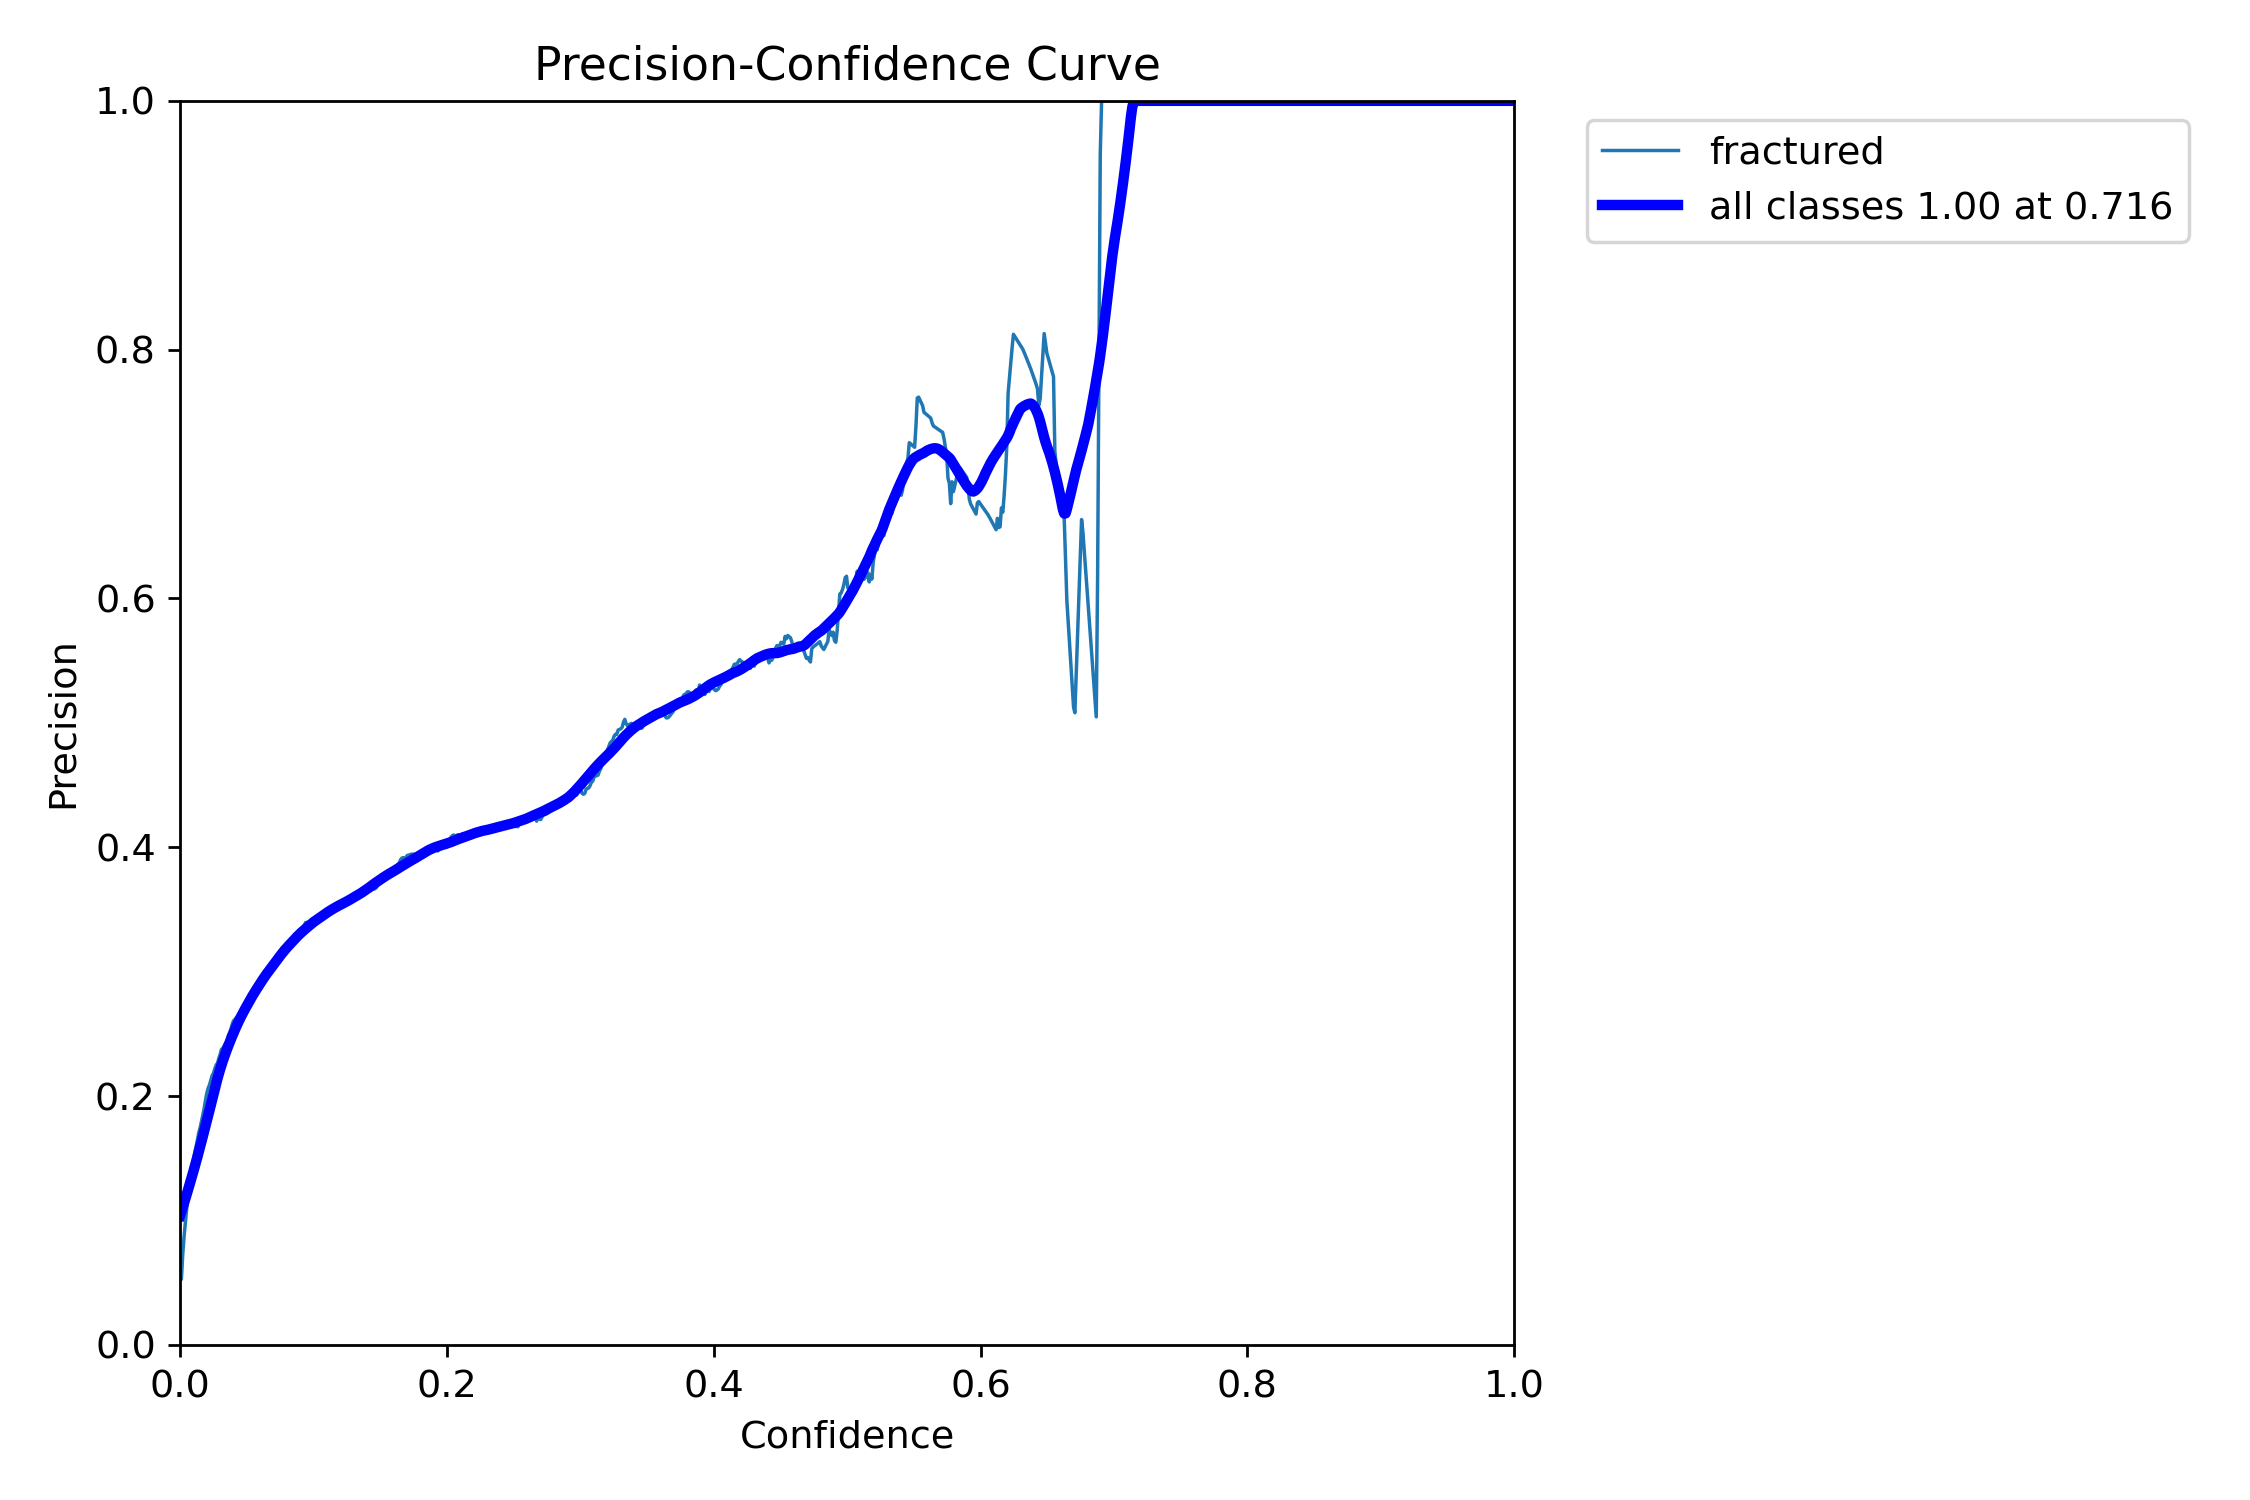 Precision-Confidence Curve
1.0
0.8
0.6
0.4
0.2
0.0
Precision
0.0 0.2 0.4 0.6 0.8 1.0
Confidence
fractured
all classes 1.00 at 0.716